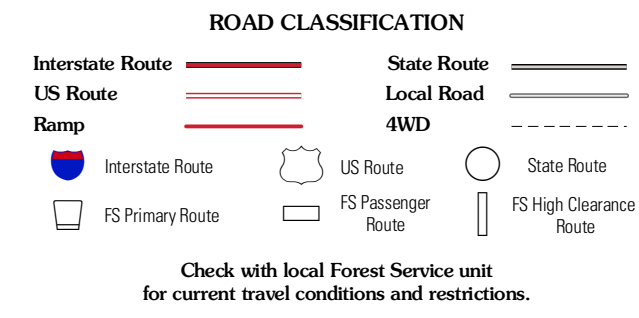 ROAD CLASSIFICATION
Interstate Route
State Route
US Route
Local Road
Ramp
4WD
Interstate Route
US Route
State Route
FS Primary Route
FS Passenger
Route
FS High Clearance
Route
Check with local Forest Service unit
for current travel conditions and restrictions.